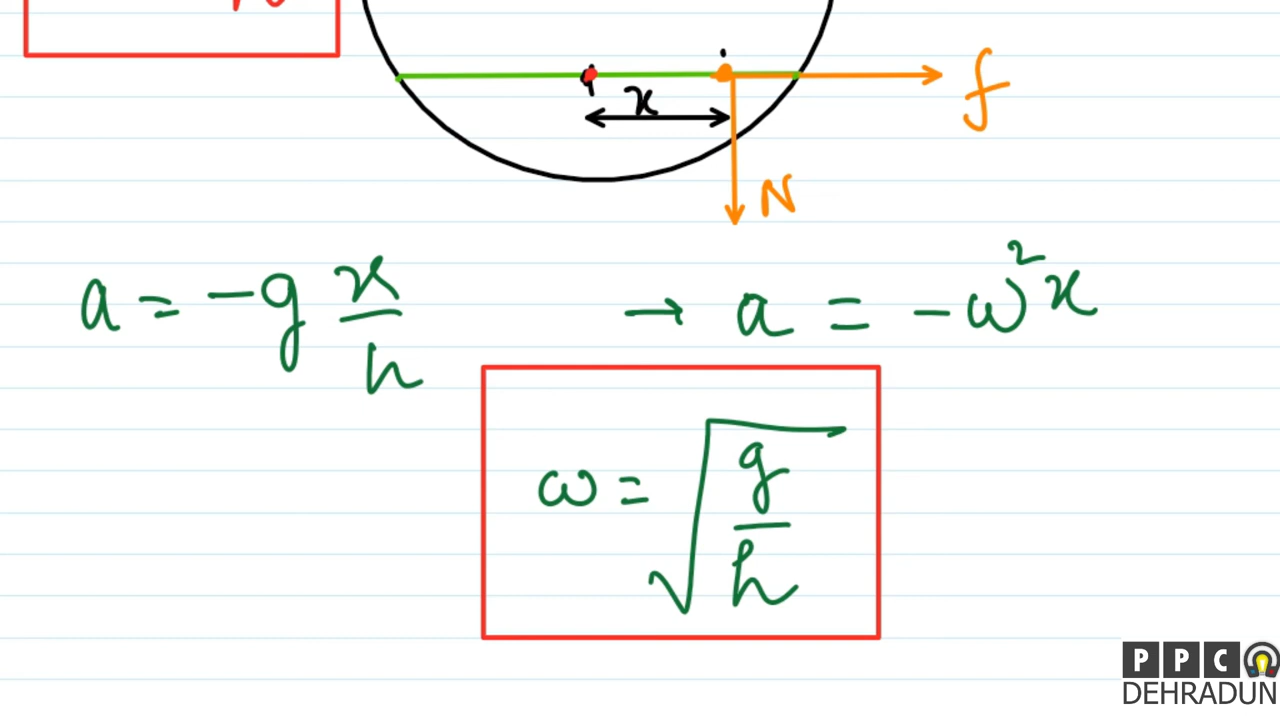 h
x
f
N
a = -g x/h → a = -ω²x
ω = √(g/h)
PPC
DEHRADUN